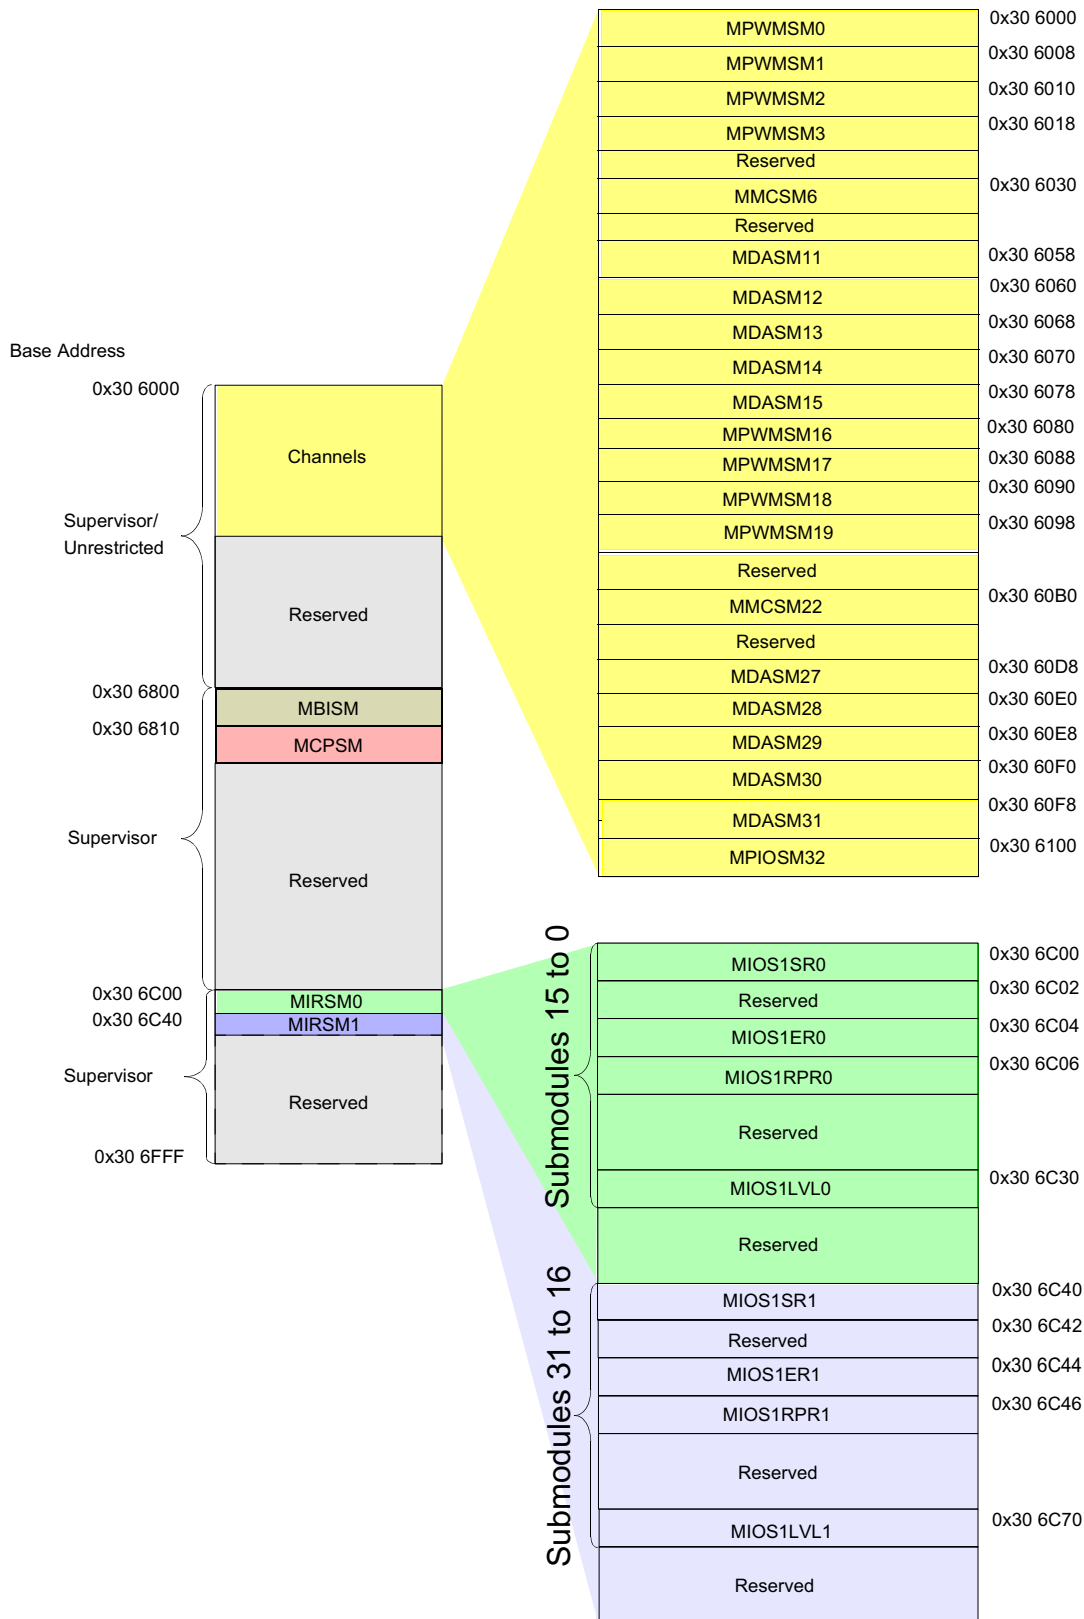 Base Address
0x30 6000
Channels
Supervisor/
Unrestricted
Reserved
0x30 6800
MBISM
0x30 6810
MCPSM
Supervisor
Reserved
0x30 6C00
MIRSM0
0x30 6C40
MIRSM1
Supervisor
Reserved
0x30 6FFF
MPWMSM0
0x30 6000
MPWMSM1
0x30 6008
MPWMSM2
0x30 6010
MPWMSM3
0x30 6018
Reserved
MMCSM6
0x30 6030
Reserved
MDASM11
0x30 6058
MDASM12
0x30 6060
MDASM13
0x30 6068
MDASM14
0x30 6070
MDASM15
0x30 6078
MPWMSM16
0x30 6080
MPWMSM17
0x30 6088
MPWMSM18
0x30 6090
MPWMSM19
0x30 6098
Reserved
MMCSM22
0x30 60B0
Reserved
MDASM27
0x30 60D8
MDASM28
0x30 60E0
MDASM29
0x30 60E8
MDASM30
0x30 60F0
MDASM31
0x30 60F8
MPIOSM32
0x30 6100
Submodules 15 to 0
MIOS1SR0
0x30 6C00
Reserved
0x30 6C02
MIOS1ER0
0x30 6C04
MIOS1RPR0
0x30 6C06
Reserved
MIOS1LVL0
0x30 6C30
Reserved
Submodules 31 to 16
MIOS1SR1
0x30 6C40
Reserved
0x30 6C42
MIOS1ER1
0x30 6C44
MIOS1RPR1
0x30 6C46
Reserved
MIOS1LVL1
0x30 6C70
Reserved